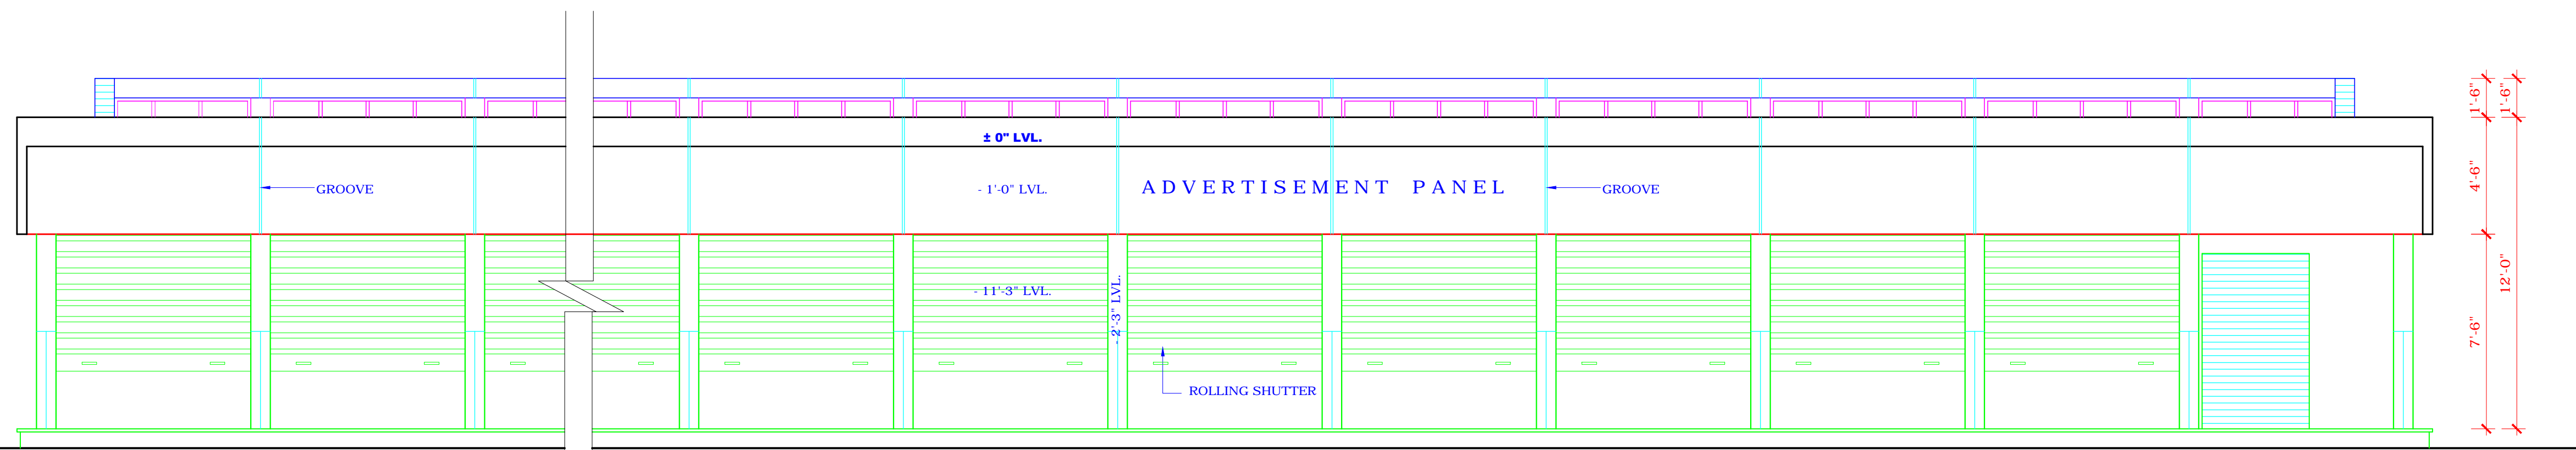 1'-6"
1'-6"
± 0" LVL.
GROOVE
- 1'-0" LVL.
ADVERTISEMENT PANEL
GROOVE
4'-6"
- 11'-3" LVL.
- 2'-3" LVL.
12'-0"
7'-6"
ROLLING SHUTTER